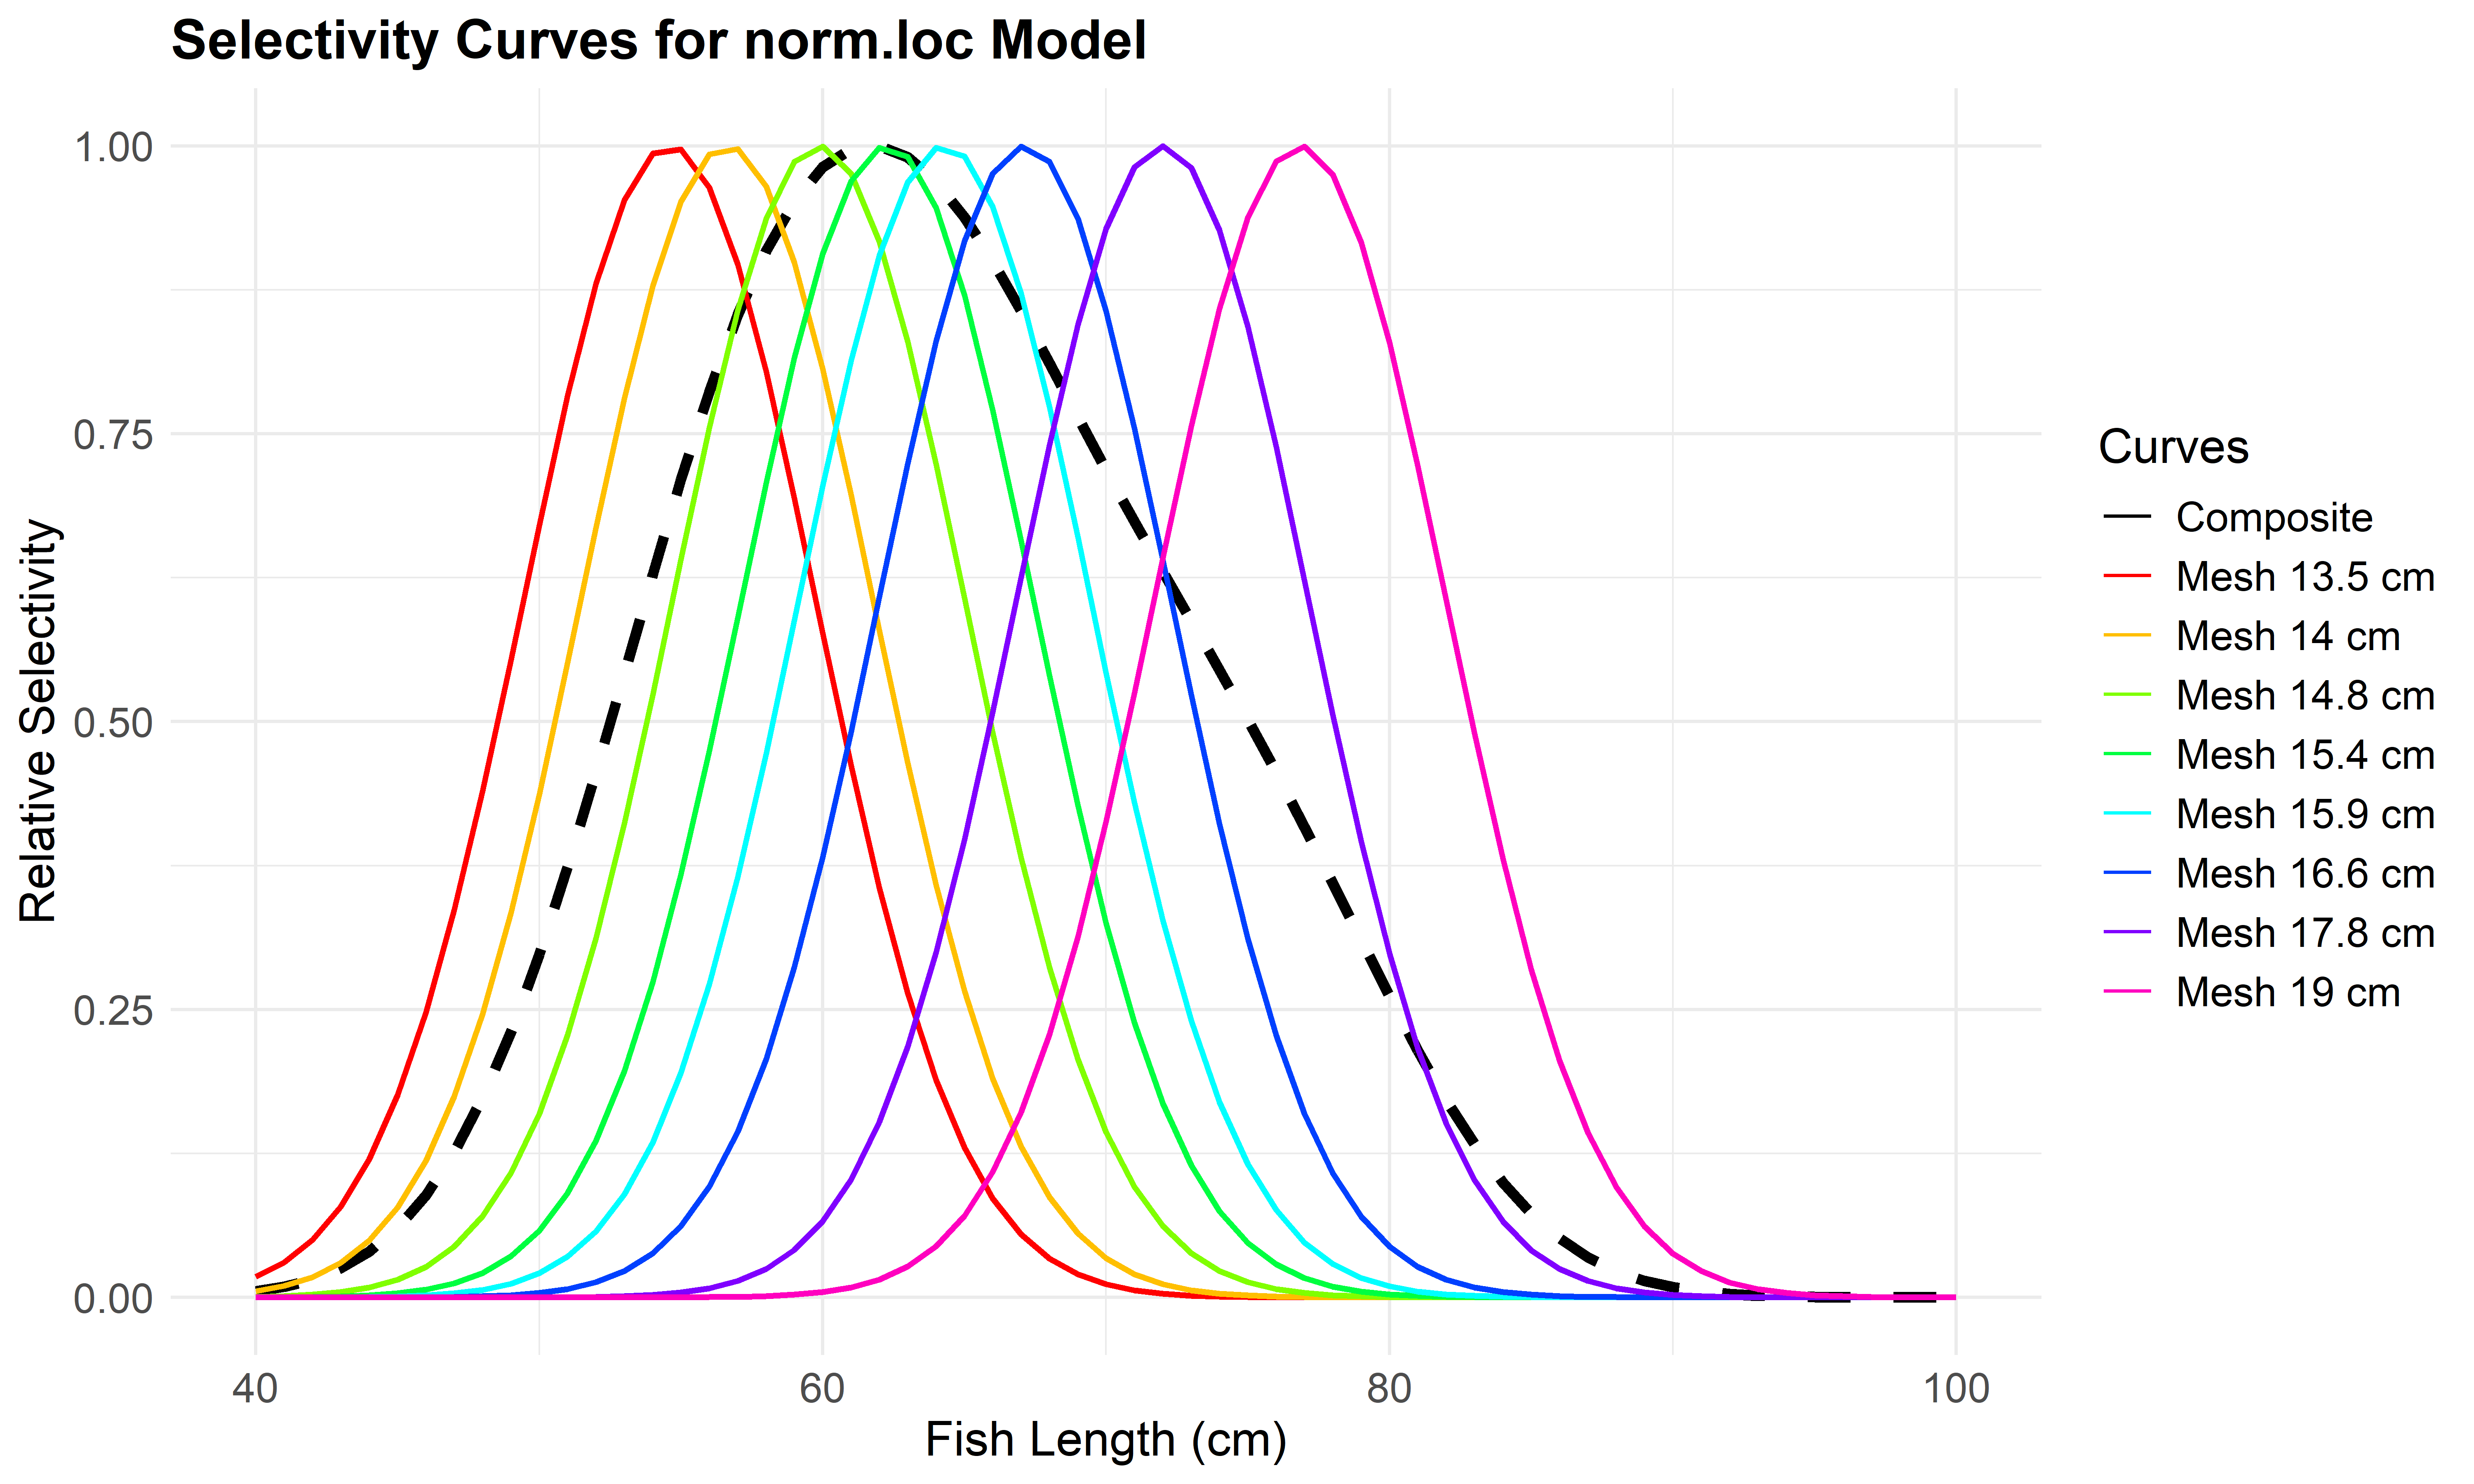 Selectivity Curves for norm.loc Model
Relative Selectivity
1.00
0.75
0.50
0.25
0.00
40 60 80 100
Fish Length (cm)
Curves
Composite
Mesh 13.5 cm
Mesh 14 cm
Mesh 14.8 cm
Mesh 15.4 cm
Mesh 15.9 cm
Mesh 16.6 cm
Mesh 17.8 cm
Mesh 19 cm